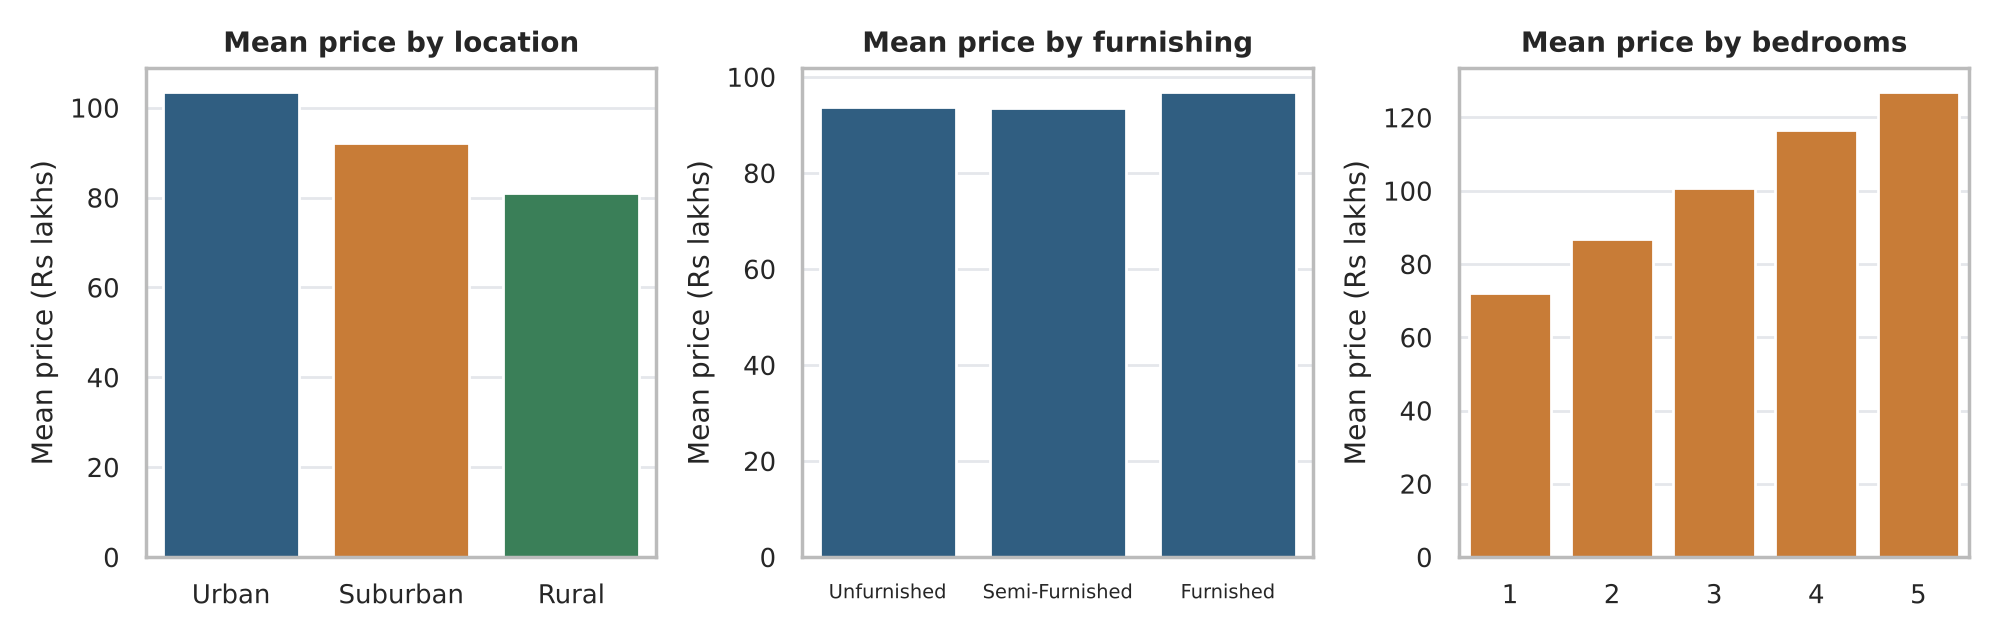 Mean price by location
Mean price (Rs lakhs)
100
80
60
40
20
0
Urban Suburban Rural
Mean price by furnishing
Mean price (Rs lakhs)
100
80
60
40
20
0
Unfurnished Semi-Furnished Furnished
Mean price by bedrooms
Mean price (Rs lakhs)
120
100
80
60
40
20
0
1 2 3 4 5